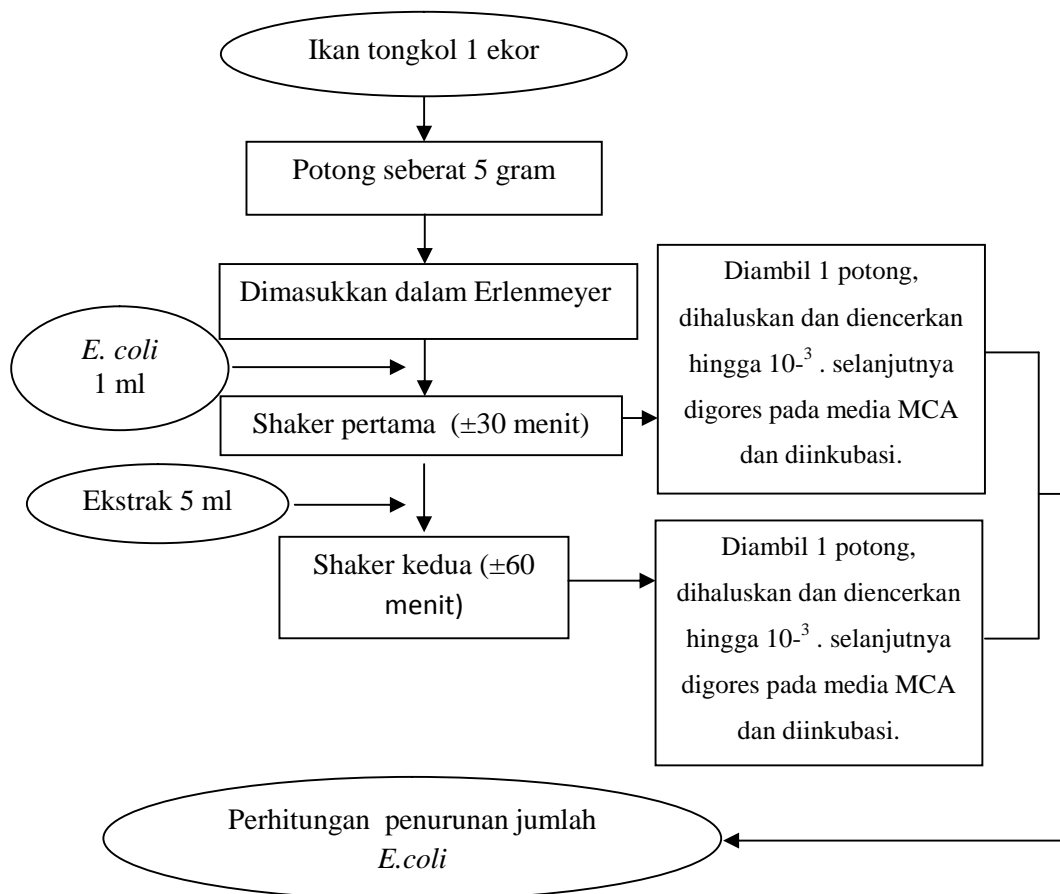 Ikan tongkol 1 ekor
Potong seberat 5 gram
Dimasukkan dalam Erlenmeyer
E. coli
1 ml
Shaker pertama (±30 menit)
Diambil 1 potong,
dihaluskan dan diencerkan
hingga 10-³ . selanjutnya
digores pada media MCA
dan diinkubasi.
Ekstrak 5 ml
Shaker kedua (±60
menit)
Diambil 1 potong,
dihaluskan dan diencerkan
hingga 10-³ . selanjutnya
digores pada media MCA
dan diinkubasi.
Perhitungan penurunan jumlah
E.coli